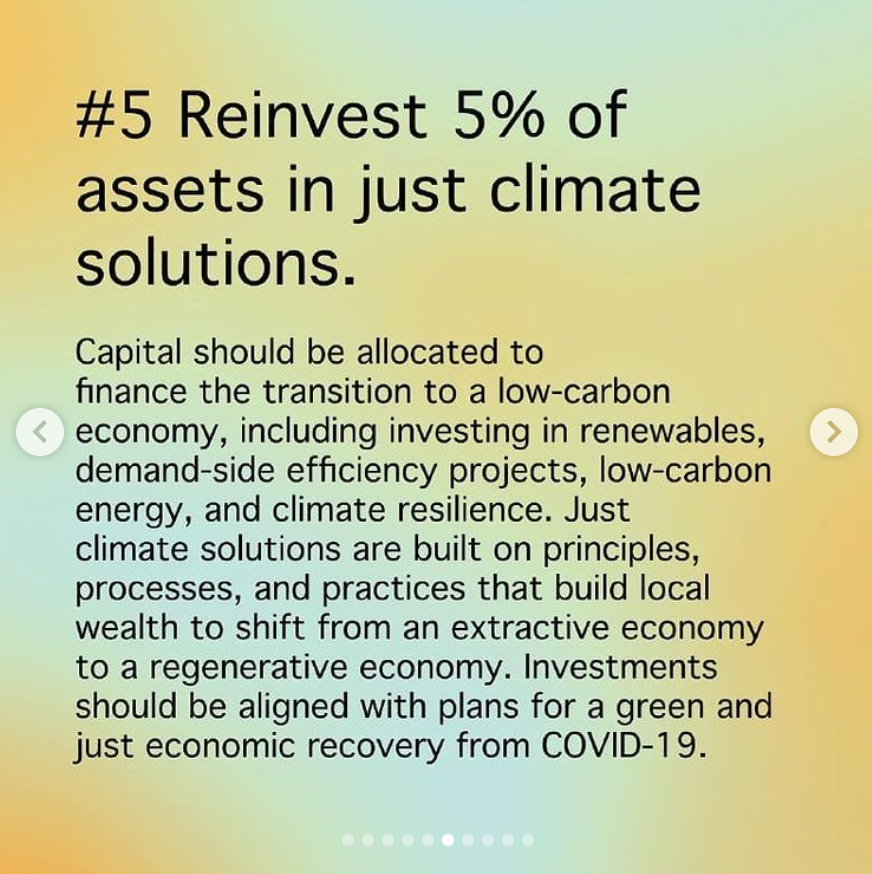 #5 Reinvest 5% of
assets in just climate
solutions.
Capital should be allocated to
finance the transition to a low-carbon
economy, including investing in renewables,
demand-side efficiency projects, low-carbon
energy, and climate resilience. Just
climate solutions are built on principles,
processes, and practices that build local
wealth to shift from an extractive economy
to a regenerative economy. Investments
should be aligned with plans for a green and
just economic recovery from COVID-19.